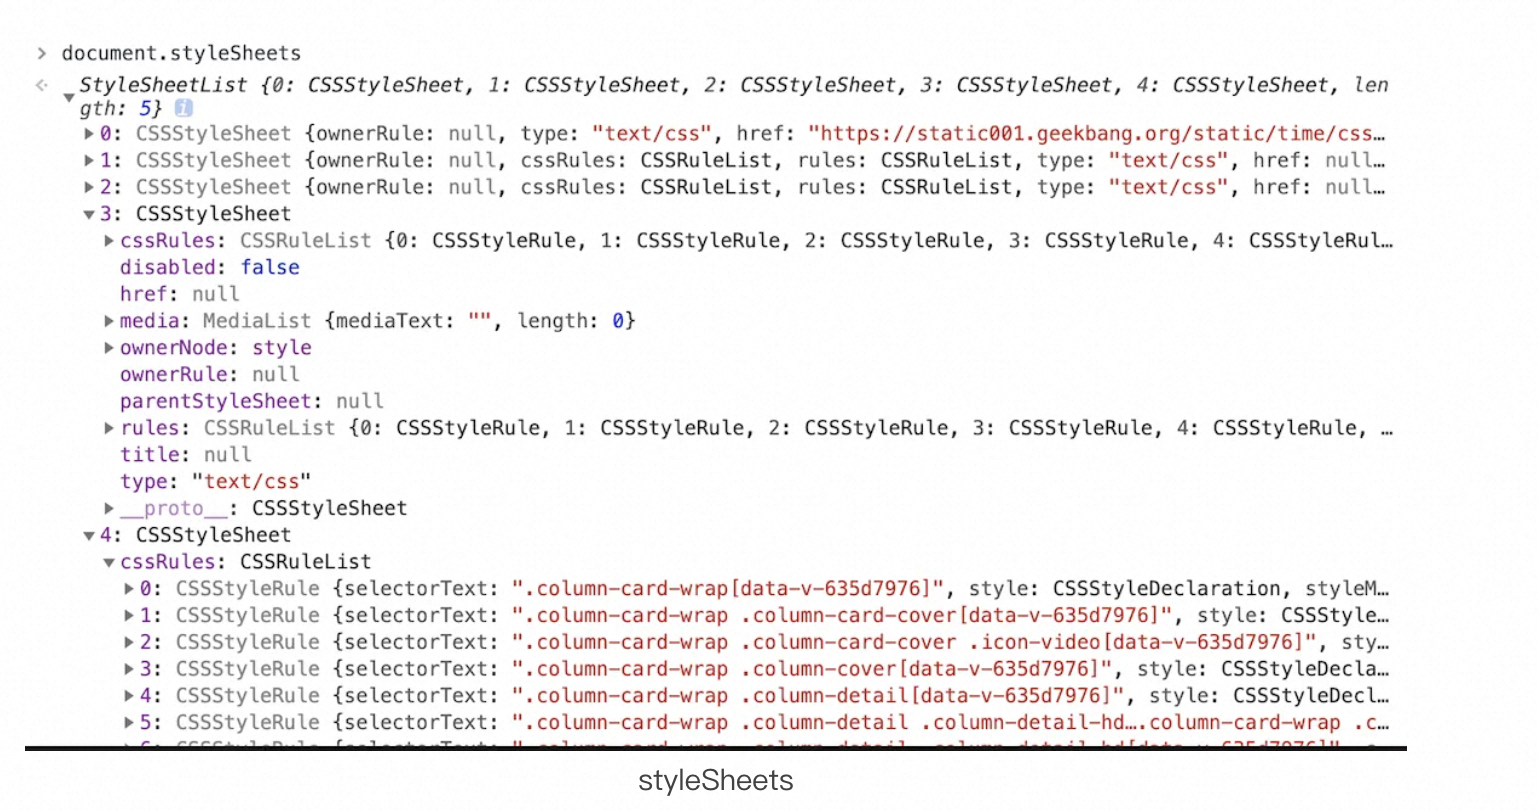 > document.styleSheets
StyleSheetList {0: CSSStyleSheet, 1: CSSStyleSheet, 2: CSSStyleSheet, 3: CSSStyleSheet, 4: CSSStyleSheet, len
gth: 5} i
0: CSSStyleSheet {ownerRule: null, type: "text/css", href: "https://static001.geekbang.org/static/time/css…
1: CSSStyleSheet {ownerRule: null, cssRules: CSSRuleList, rules: CSSRuleList, type: "text/css", href: null…
2: CSSStyleSheet {ownerRule: null, cssRules: CSSRuleList, rules: CSSRuleList, type: "text/css", href: null…
3: CSSStyleSheet
cssRules: CSSRuleList {0: CSSStyleRule, 1: CSSStyleRule, 2: CSSStyleRule, 3: CSSStyleRule, 4: CSSStyleRul…
disabled: false
href: null
media: MediaList {mediaText: "", length: 0}
ownerNode: style
ownerRule: null
parentStyleSheet: null
rules: CSSRuleList {0: CSSStyleRule, 1: CSSStyleRule, 2: CSSStyleRule, 3: CSSStyleRule, 4: CSSStyleRule, …
title: null
type: "text/css"
__proto__: CSSStyleSheet
4: CSSStyleSheet
cssRules: CSSRuleList
0: CSSStyleRule {selectorText: ".column-card-wrap[data-v-635d7976]", style: CSSStyleDeclaration, styleM…
1: CSSStyleRule {selectorText: ".column-card-wrap .column-card-cover[data-v-635d7976]", style: CSSStyle…
2: CSSStyleRule {selectorText: ".column-card-wrap .column-card-cover .icon-video[data-v-635d7976]", sty…
3: CSSStyleRule {selectorText: ".column-card-wrap .column-cover[data-v-635d7976]", style: CSSStyleDecla…
4: CSSStyleRule {selectorText: ".column-card-wrap .column-detail[data-v-635d7976]", style: CSSStyleDecl…
5: CSSStyleRule {selectorText: ".column-card-wrap .column-detail .column-detail-hd….column-card-wrap .c…
styleSheets